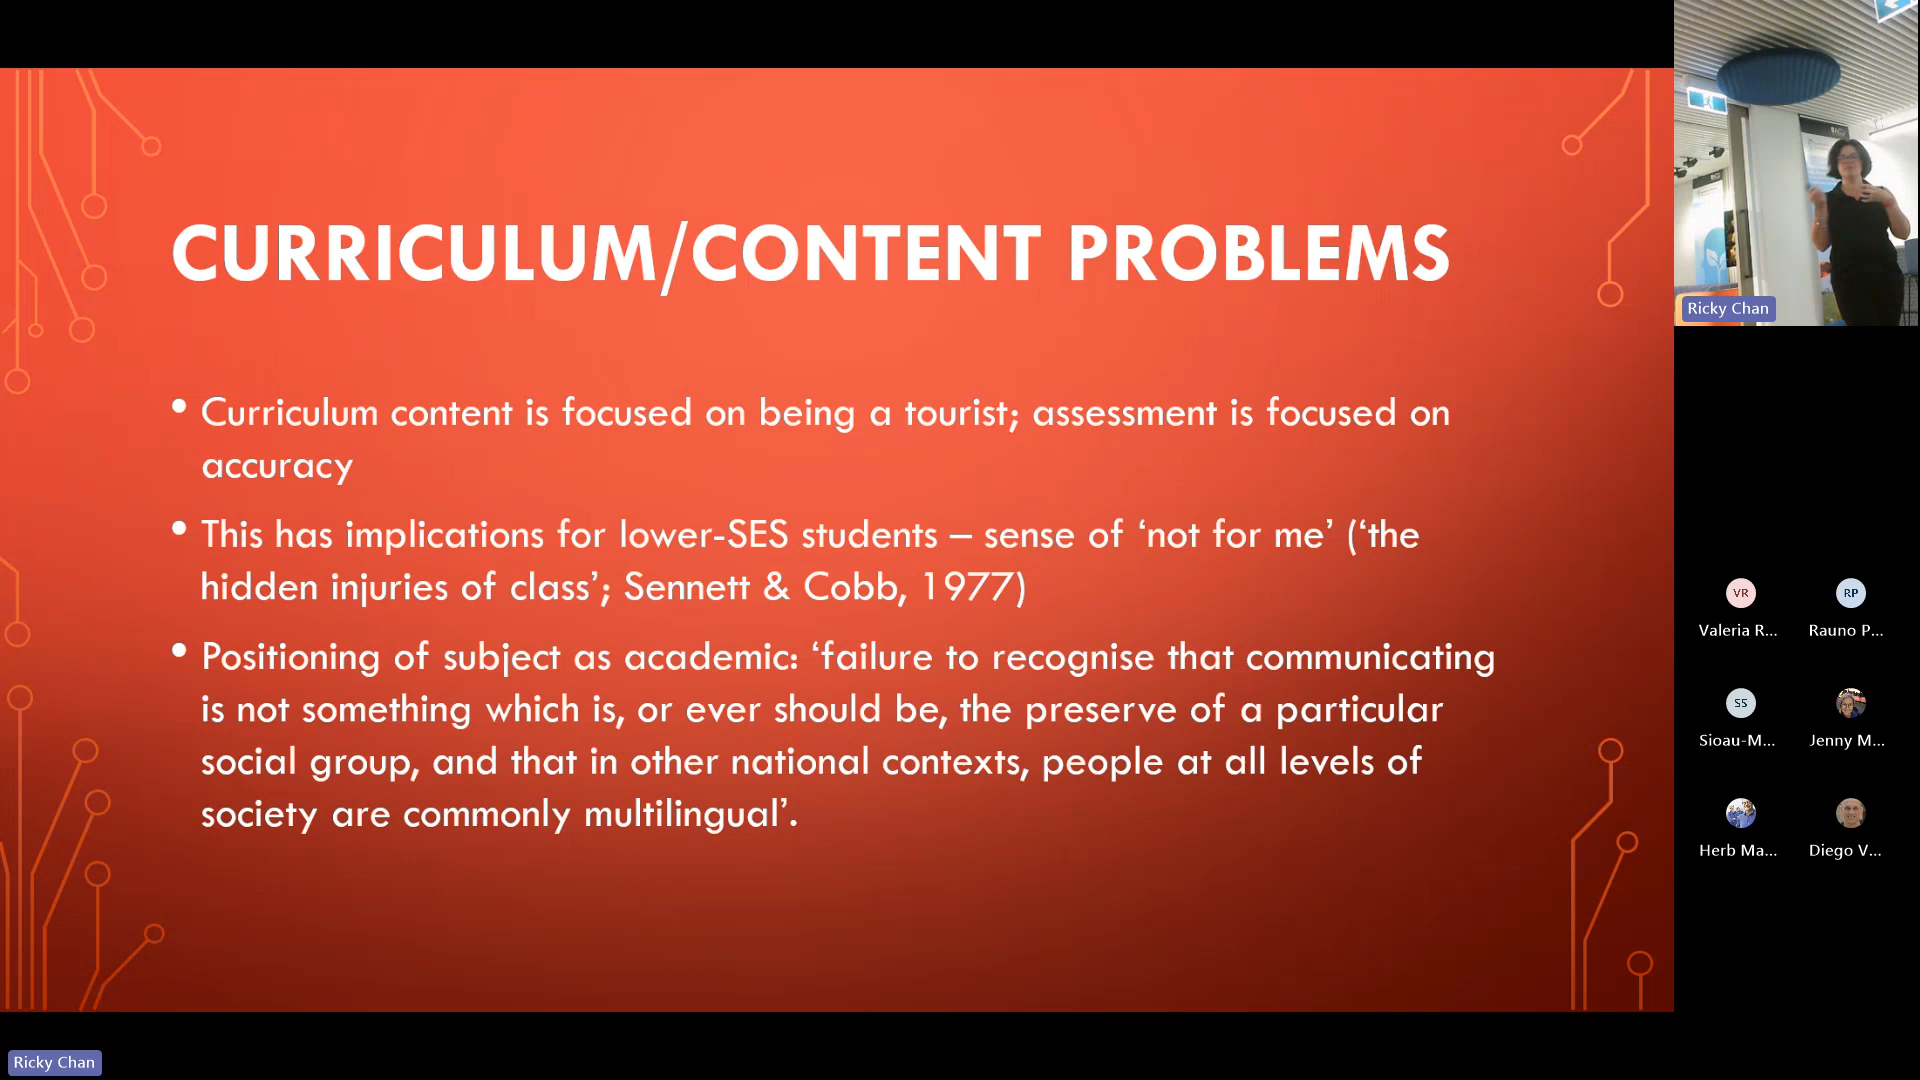 CURRICULUM/CONTENT PROBLEMS
• Curriculum content is focused on being a tourist; assessment is focused on
accuracy
• This has implications for lower-SES students – sense of ‘not for me’ (‘the
hidden injuries of class’; Sennett & Cobb, 1977)
• Positioning of subject as academic: ‘failure to recognise that communicating
is not something which is, or ever should be, the preserve of a particular
social group, and that in other national contexts, people at all levels of
society are commonly multilingual’.
Ricky Chan
VR
RP
Valeria R...
Rauno P...
SS
Sioau-M...
Jenny M...
Herb Ma...
Diego V...
Ricky Chan